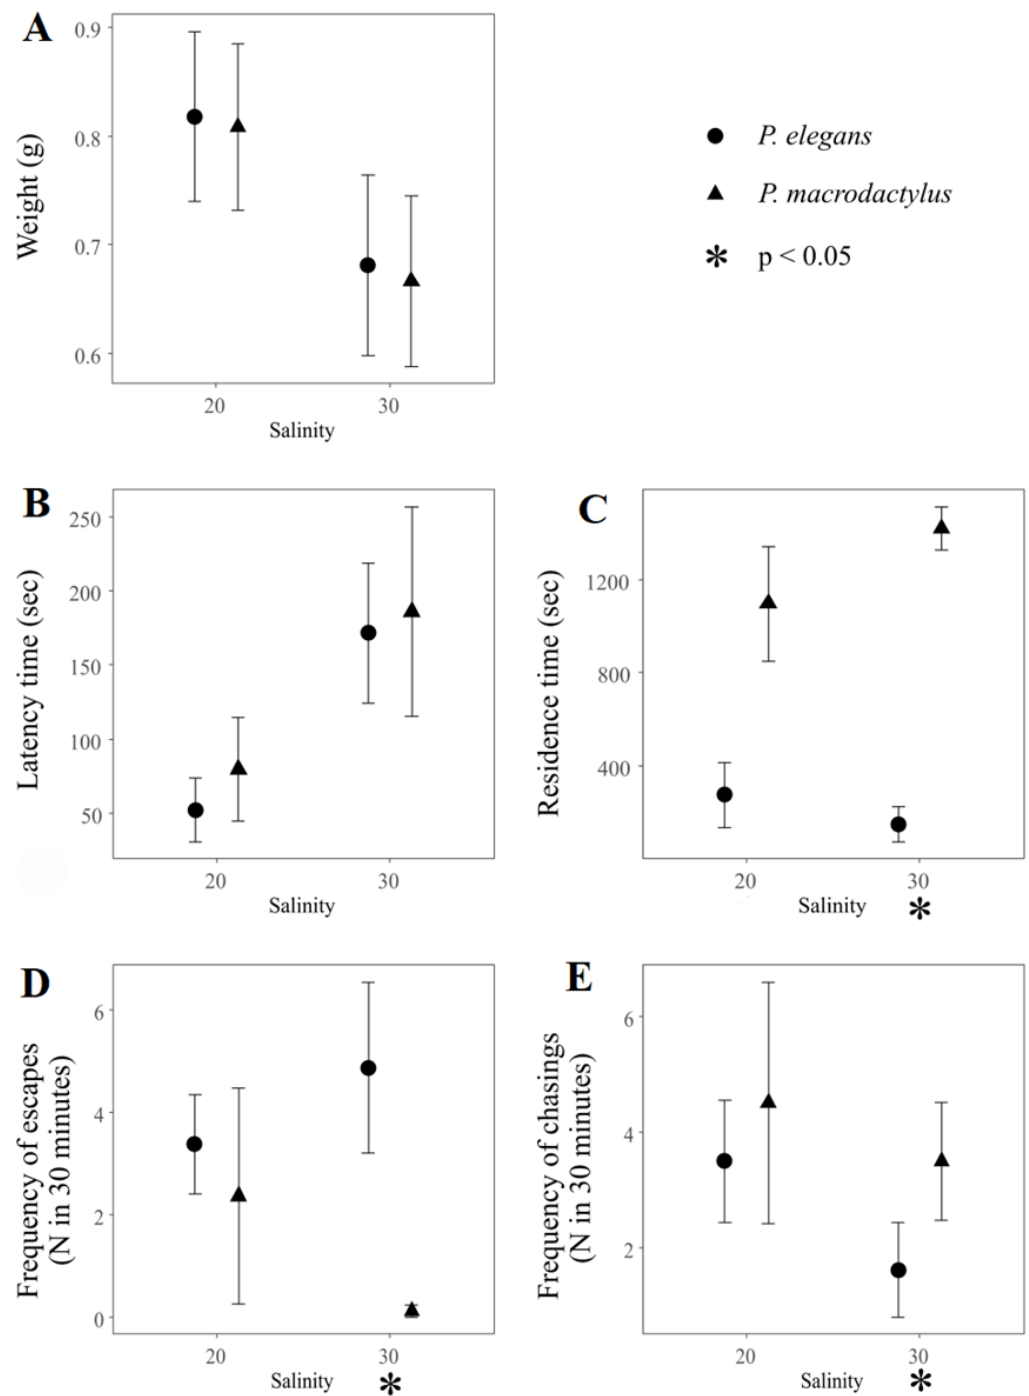 A
Weight (g)
0.9
0.8
0.7
0.6
20
30
Salinity
P. elegans
P. macrodactylus
* p < 0.05
B
Latency time (sec)
250
200
150
100
50
20
30
Salinity
C
Residence time (sec)
1200
800
400
20
30
Salinity
*
D
Frequency of escapes
(N in 30 minutes)
6
4
2
0
20
30
Salinity
*
E
Frequency of chasings
(N in 30 minutes)
6
4
2
20
30
Salinity
*